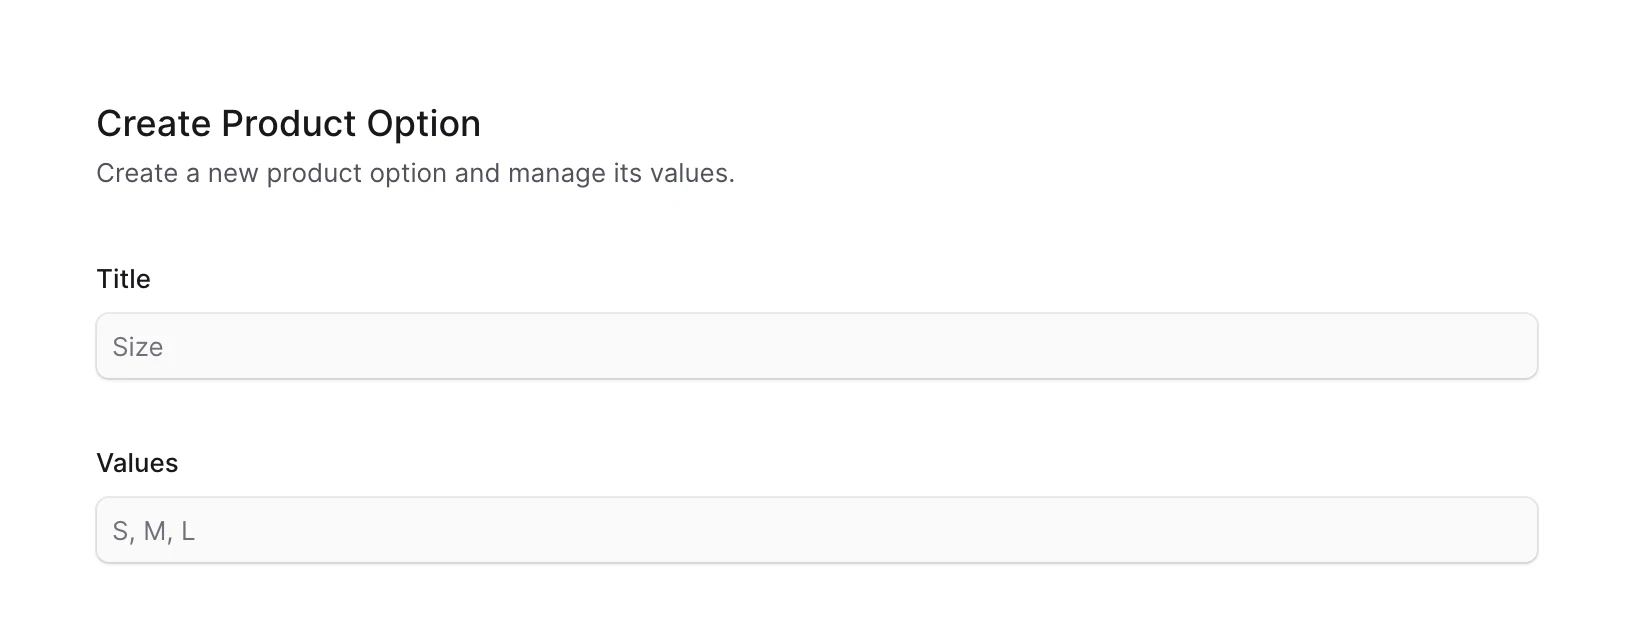 Create Product Option
Create a new product option and manage its values.
Title
Size
Values
S, M, L